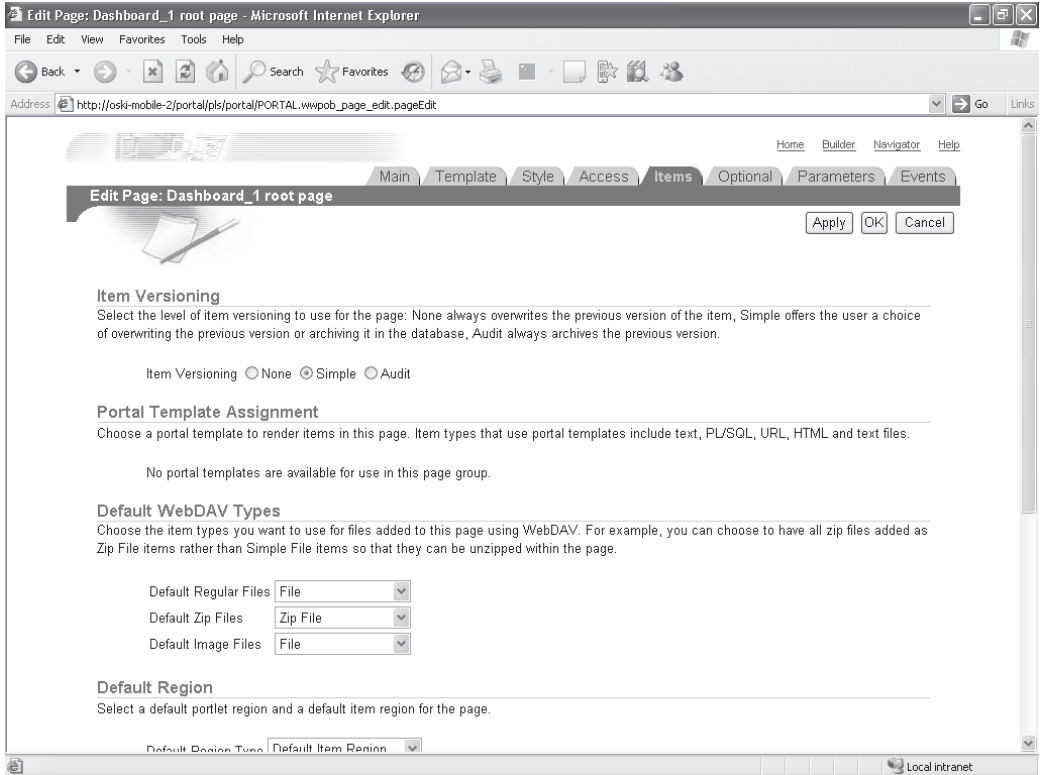 Edit Page: Dashboard_1 root page - Microsoft Internet Explorer
File Edit View Favorites Tools Help
Back Search Favorites
Address http://oski-mobile-2/portal/pls/portal/PORTAL.wwpob_page_edit.pageEdit Go Links
Home Builder Navigator Help
Main Template Style Access Items Optional Parameters Events
Edit Page: Dashboard_1 root page
Apply OK Cancel
Item Versioning
Select the level of item versioning to use for the page: None always overwrites the previous version of the item, Simple offers the user a choice
of overwriting the previous version or archiving it in the database, Audit always archives the previous version.
Item Versioning None Simple Audit
Portal Template Assignment
Choose a portal template to render items in this page. Item types that use portal templates include text, PL/SQL, URL, HTML and text files.
No portal templates are available for use in this page group.
Default WebDAV Types
Choose the item types you want to use for files added to this page using WebDAV. For example, you can choose to have all zip files added as
Zip File items rather than Simple File items so that they can be unzipped within the page.
Default Regular Files File
Default Zip Files Zip File
Default Image Files File
Default Region
Select a default portlet region and a default item region for the page.
Default Region Type Default Item Region
Local intranet